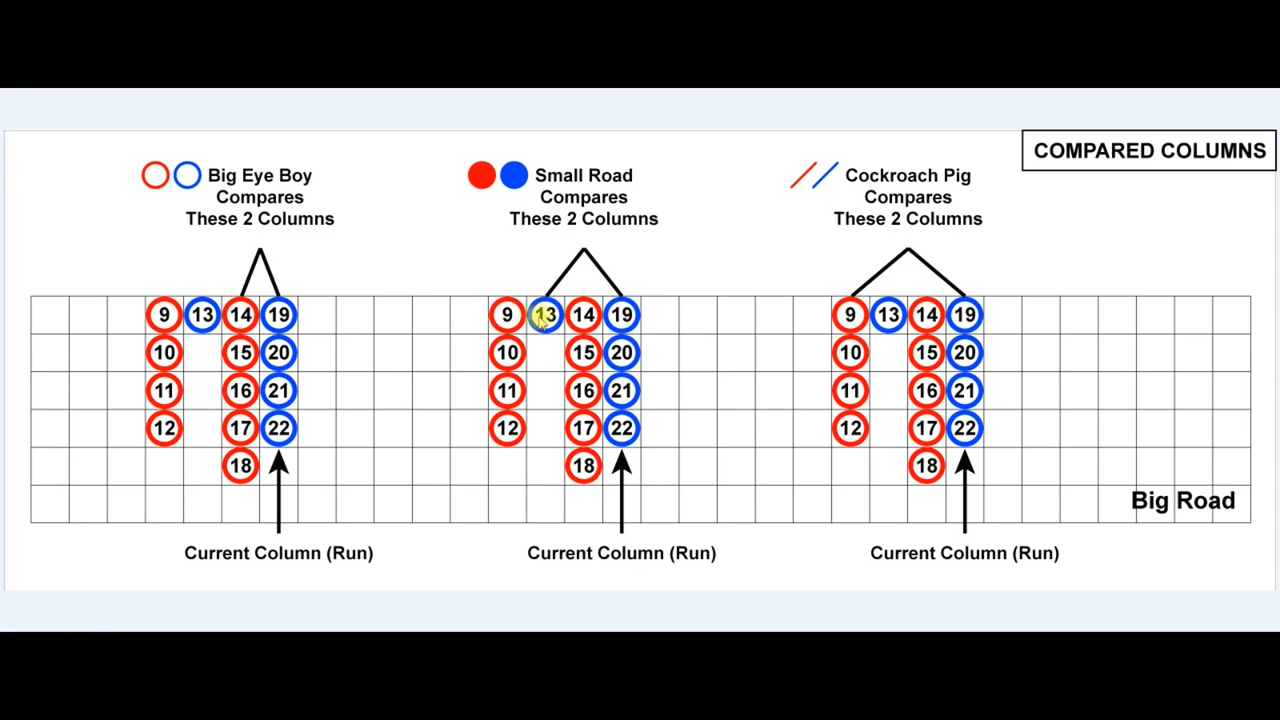 COMPARED COLUMNS
Big Eye Boy
Compares
These 2 Columns
Small Road
Compares
These 2 Columns
Cockroach Pig
Compares
These 2 Columns
9 13 14 19 9 13 14 19 9 13 14 19
10 15 20 10 15 20 10 15 20
11 16 21 11 16 21 11 16 21
12 17 22 12 17 22 12 17 22
18 18 18
Big Road
Current Column (Run) Current Column (Run) Current Column (Run)